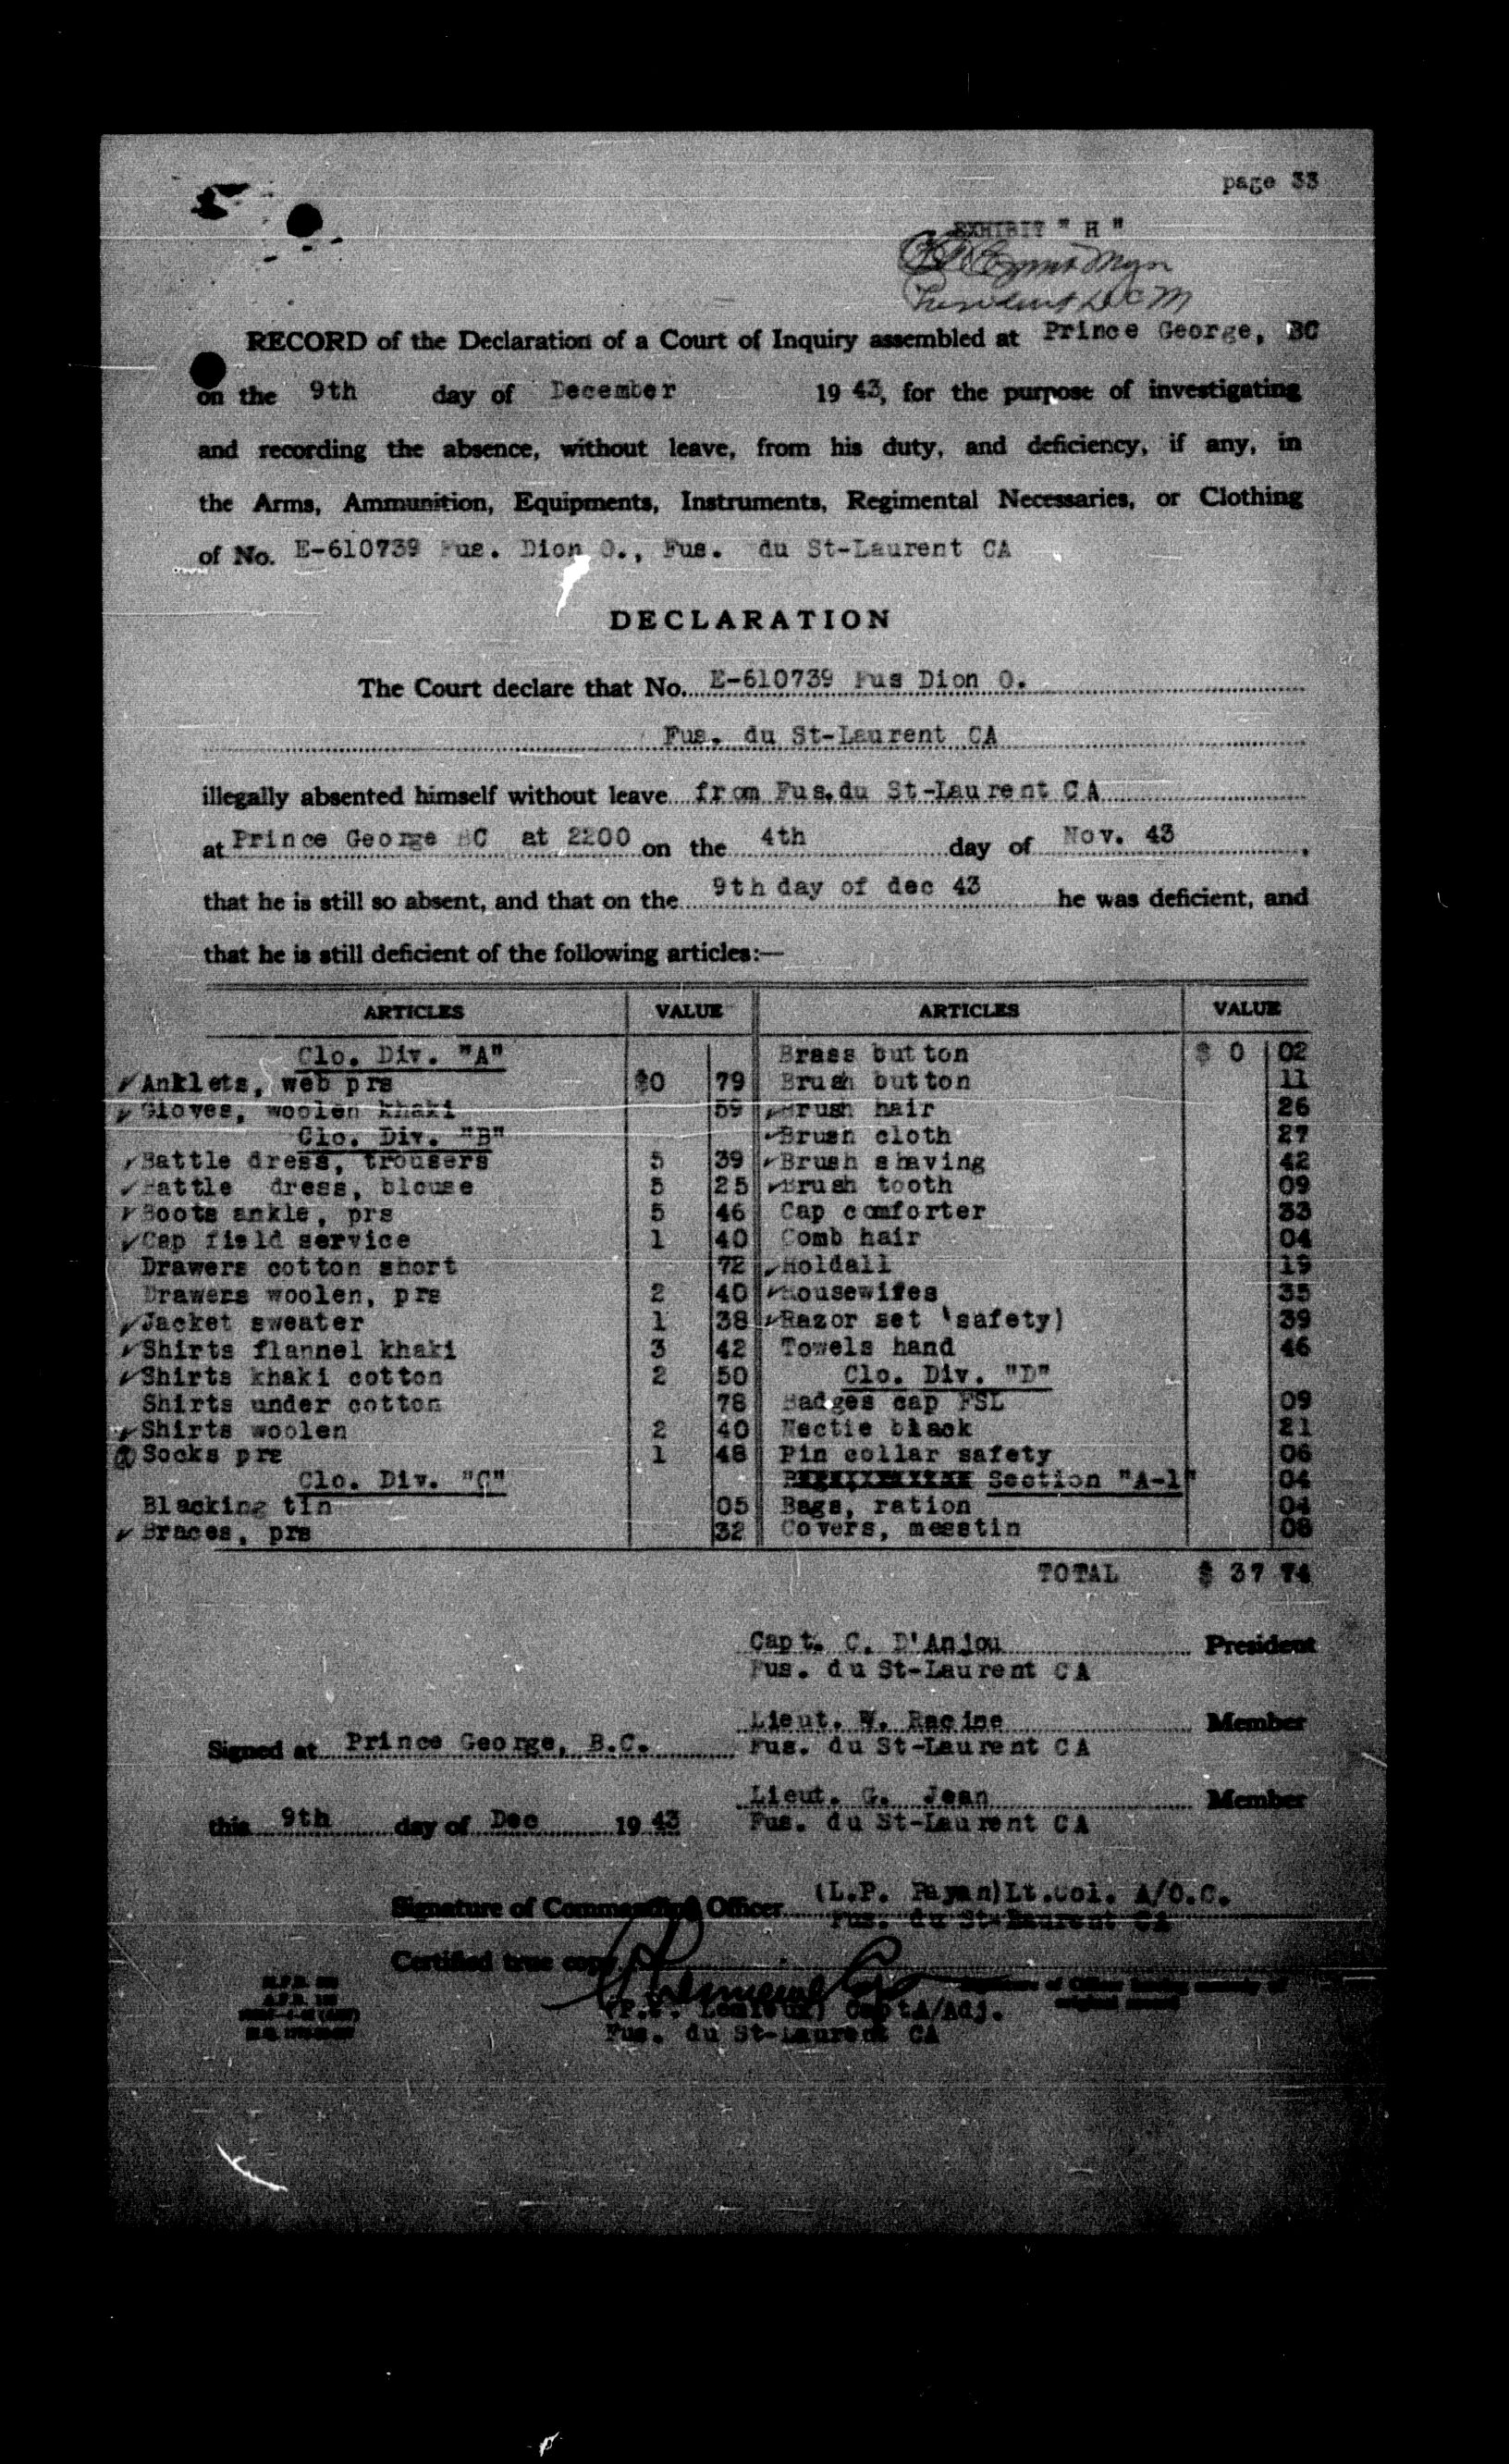 page 33
EXHIBIT " H "
President DCM
RECORD of the Declaration of a Court of Inquiry assembled at Prince George, BC
on the 9th day of December 19 43, for the purpose of investigating
and recording the absence, without leave, from his duty, and deficiency, if any, in
the Arms, Ammunition, Equipments, Instruments, Regimental Necessaries, or Clothing
of No. E-610739 Fus. Dion O., Fus. du St-Laurent CA
DECLARATION
The Court declare that No. E-610739 Fus Dion O.
Fus. du St-Laurent CA
illegally absented himself without leave from Fus.du St-Laurent CA
at Prince George BC at 2200 on the 4th day of Nov. 43,
that he is still so absent, and that on the 9th day of dec 43 he was deficient, and
that he is still deficient of the following articles:—
ARTICLES VALUE ARTICLES VALUE
Clo. Div. "A" Brass button $ 0 02
Anklets, web prs $0 79 Brush button 11
Gloves, woolen khaki 59 Brush hair 26
Clo. Div. "B" Brush cloth 27
Battle dress, trousers 5 39 Brush shaving 42
Battle dress, blouse 5 25 Brush tooth 09
Boots ankle, prs 5 46 Cap comforter 33
Cap field service 1 40 Comb hair 04
Drawers cotton short 72 Holdall 19
Drawers woolen, prs 2 40 Housewifes 35
Jacket sweater 1 38 Razor set (safety) 39
Shirts flannel khaki 3 42 Towels hand 46
Shirts khaki cotton 2 50 Clo. Div. "D"
Shirts under cotton 78 Badges cap FSL 09
Shirts woolen 2 40 Nectie black 21
Socks prs 1 48 Pin collar safety 06
Clo. Div. "C" Section "A-1" 04
Blacking tin 05 Bags, ration 04
Braces, prs 32 Covers, messtin 08
TOTAL $ 37 74
Capt. C. D'Anjou President
Fus. du St-Laurent CA
Lieut. W. Racine Member
Signed at Prince George, B.C. Fus. du St-Laurent CA
Lieut. G. Jean Member
this 9th day of Dec 19 43 Fus. du St-Laurent CA
Signature of Commanding Officer (L.P. Payan)Lt.Col. A/O.C.
Fus. du St-Laurent CA
Certified true copy
(P.E. Lemieux) Capt A/Adj.
Fus. du St-Laurent CA